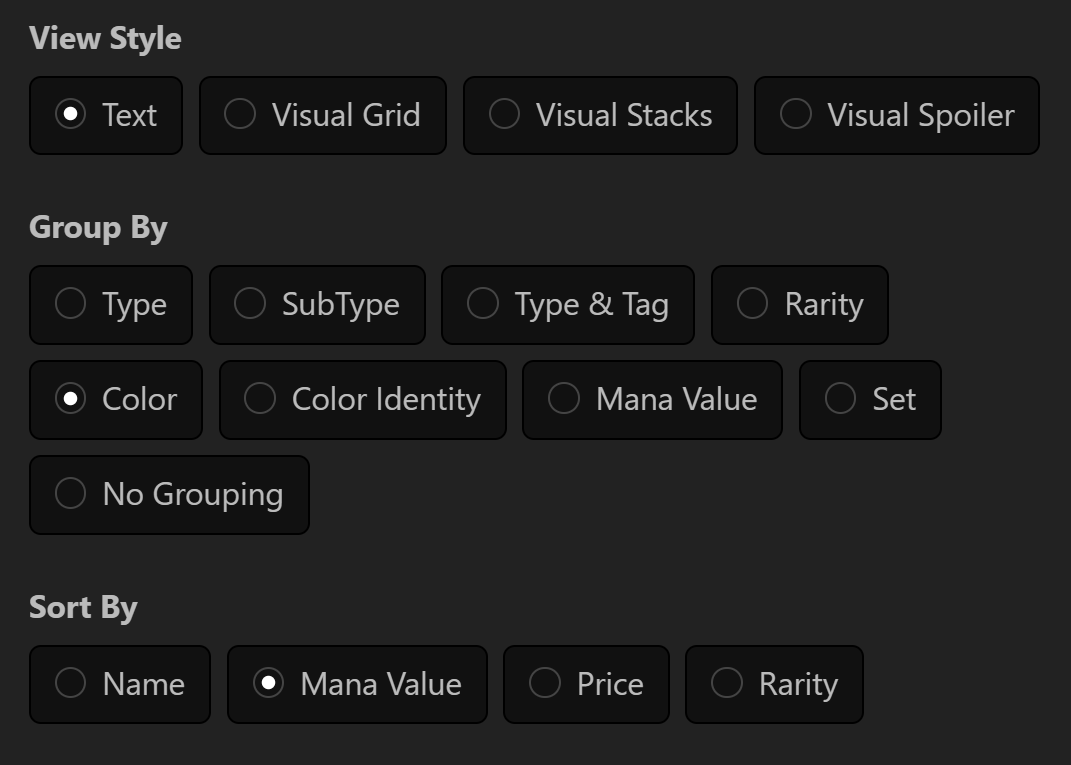 View Style
Text Visual Grid Visual Stacks Visual Spoiler
Group By
Type SubType Type & Tag Rarity
Color Color Identity Mana Value Set
No Grouping
Sort By
Name Mana Value Price Rarity